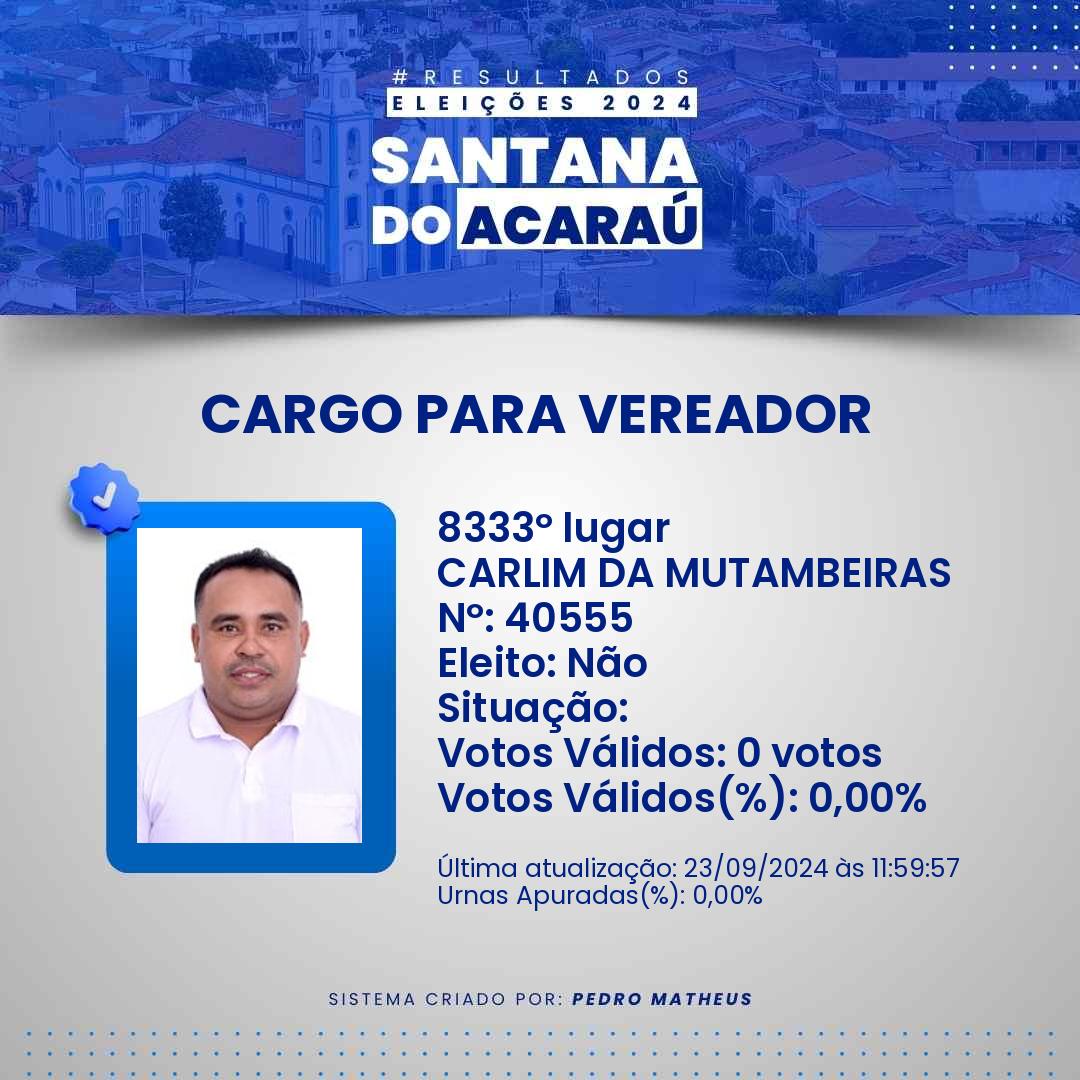 #RESULTADOS
ELEIÇÕES 2024
SANTANA
DO ACARAÚ
CARGO PARA VEREADOR
8333º lugar
CARLIM DA MUTAMBEIRAS
Nº: 40555
Eleito: Não
Situação:
Votos Válidos: 0 votos
Votos Válidos(%): 0,00%
Última atualização: 23/09/2024 às 11:59:57
Urnas Apuradas(%): 0,00%
SISTEMA CRIADO POR: PEDRO MATHEUS